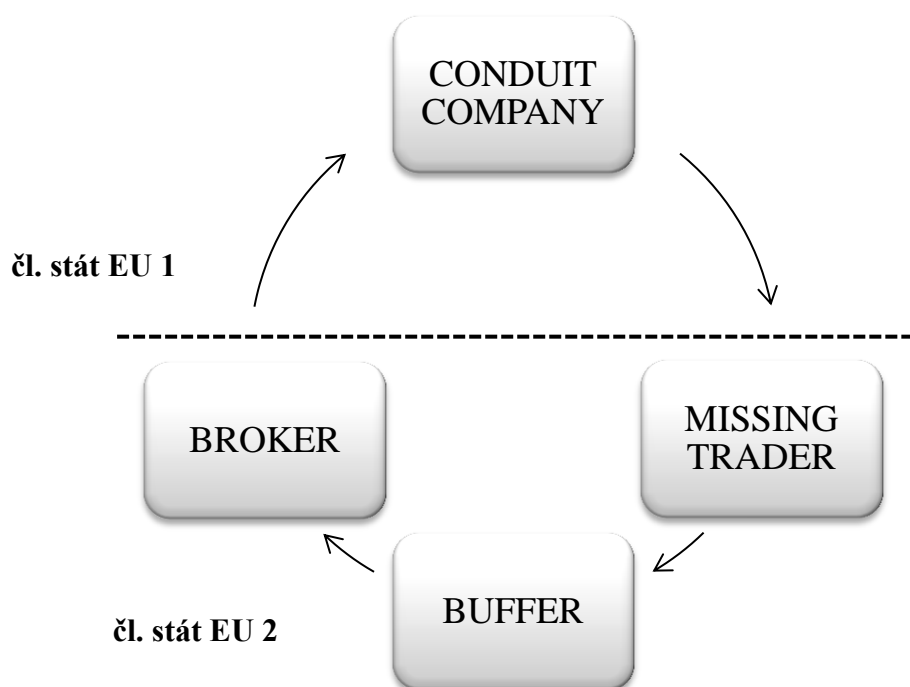 CONDUIT
COMPANY
čl. stát EU 1
BROKER
MISSING
TRADER
BUFFER
čl. stát EU 2